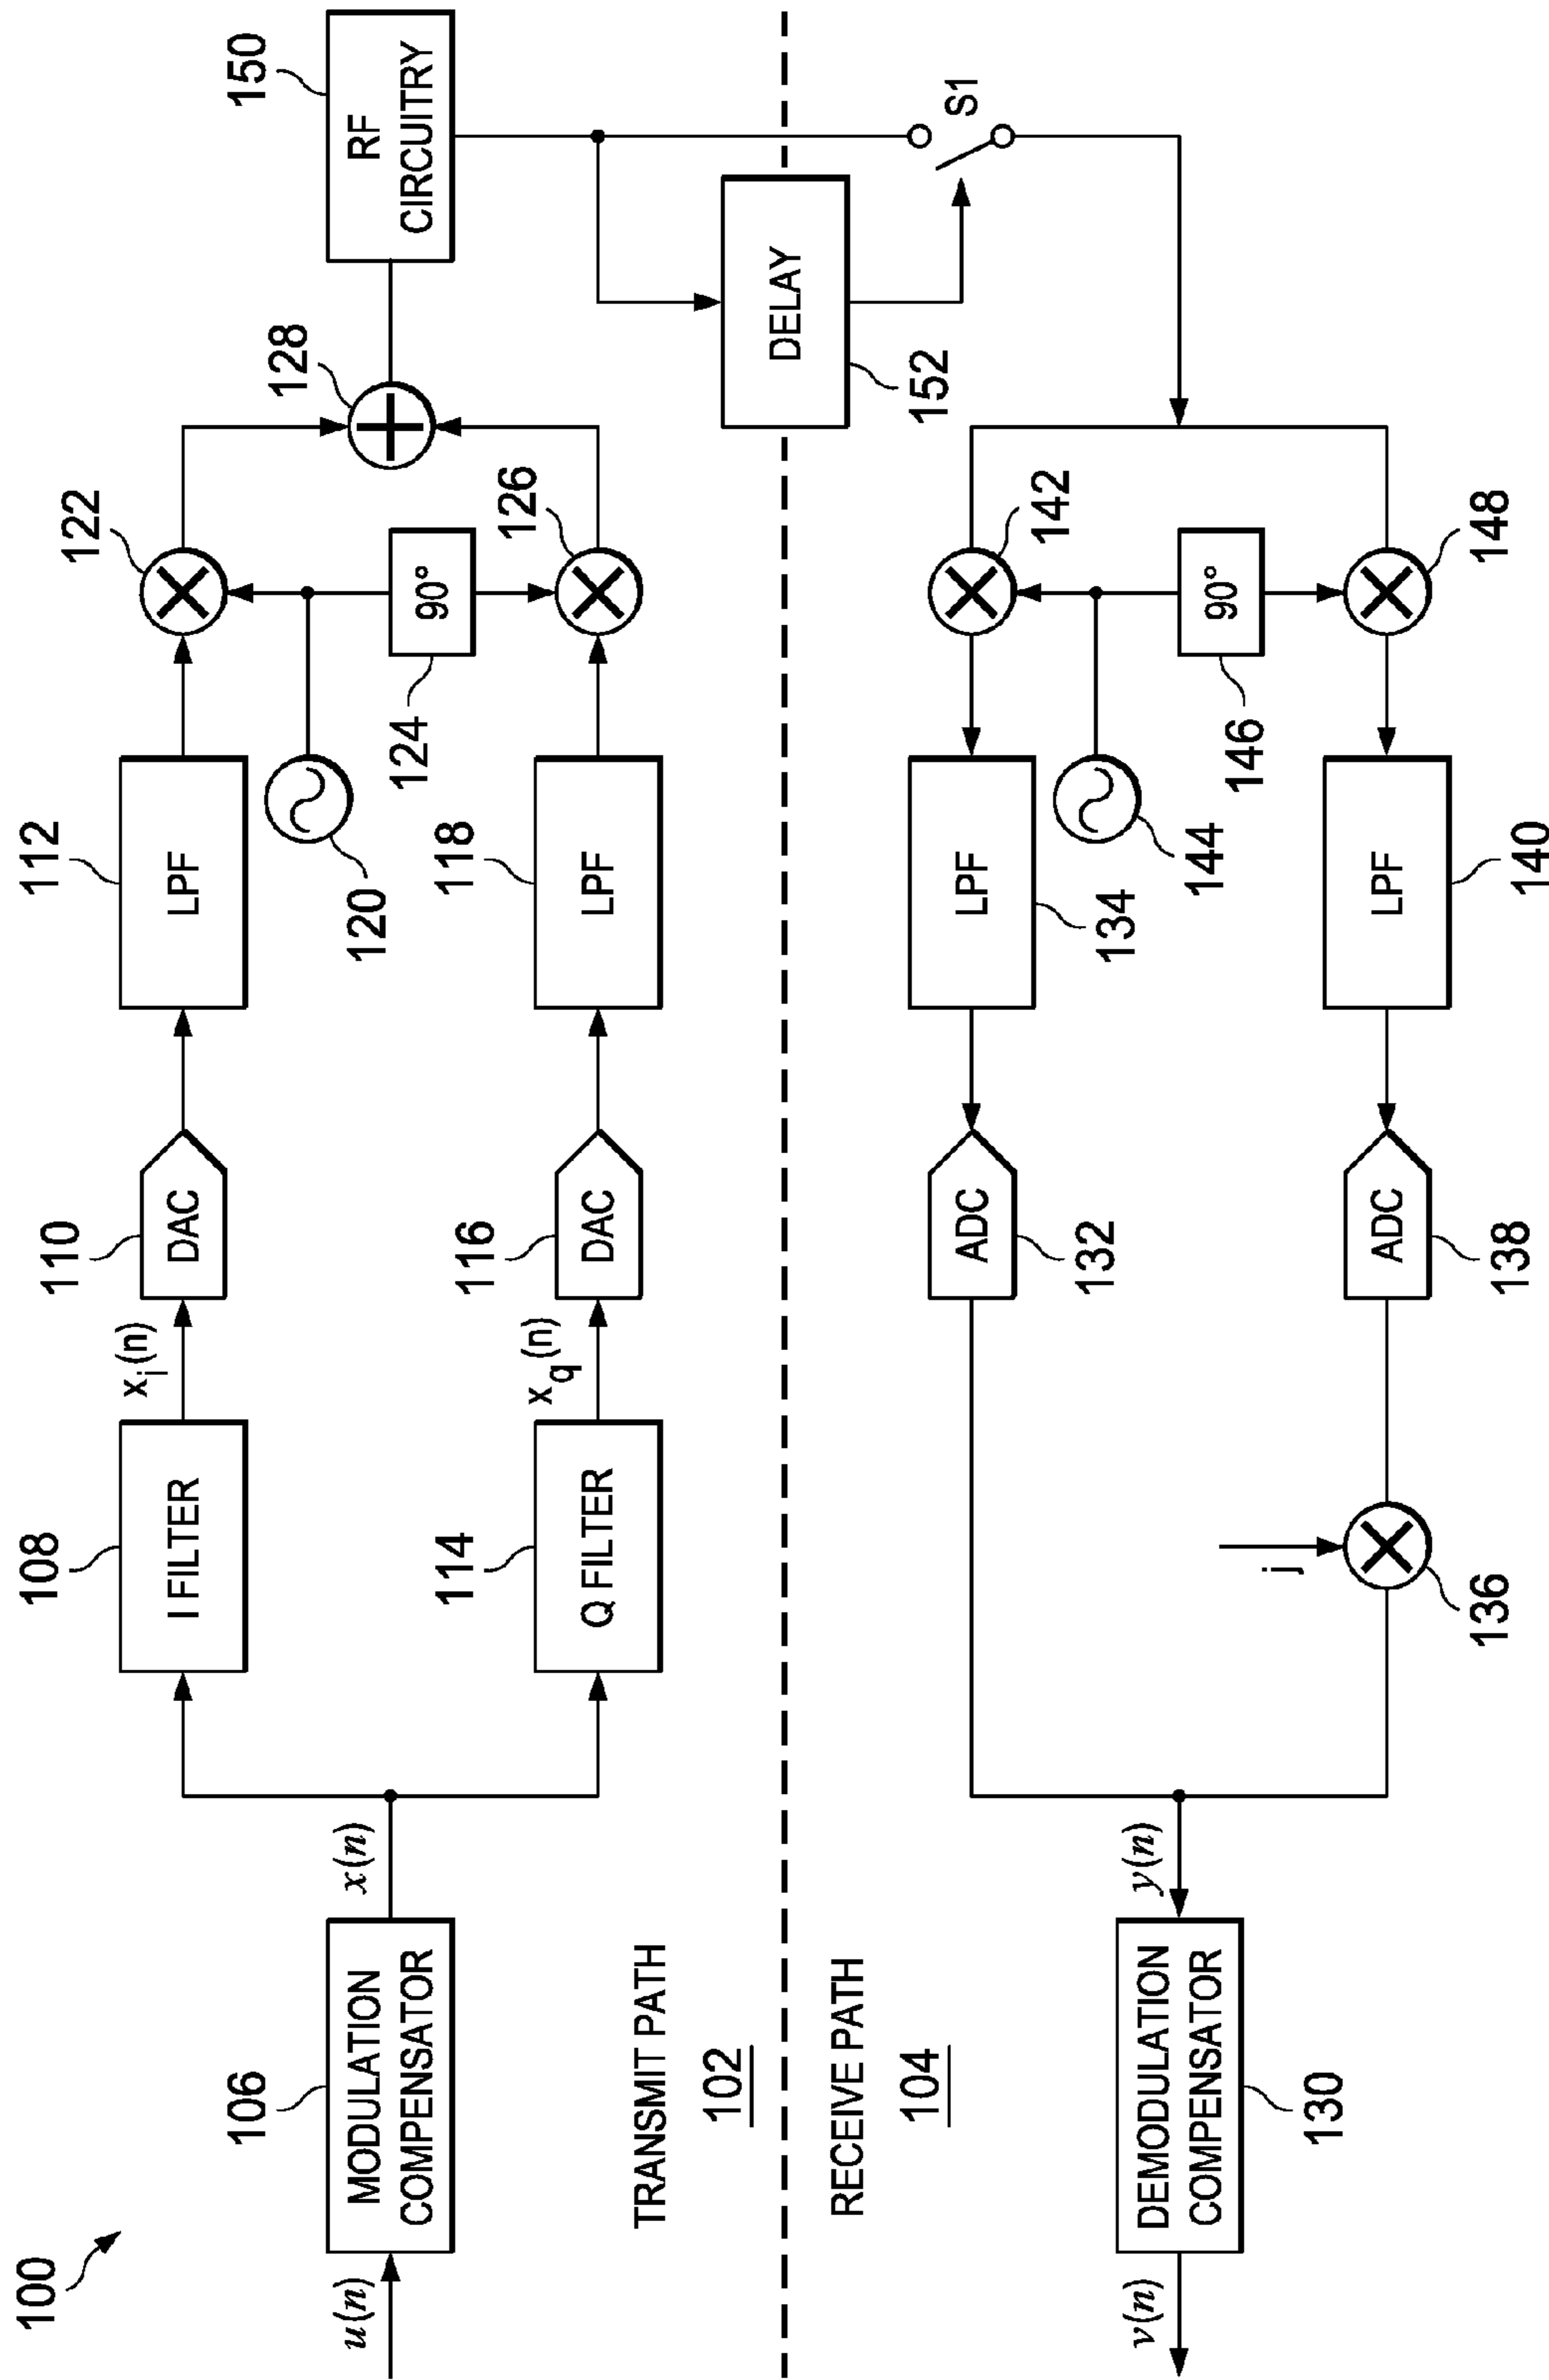 100
u(n)
106
MODULATION
COMPENSATOR
x(n)
108
I FILTER
x_i(n)
110
DAC
112
LPF
120
122
124
90°
128
150
RF
CIRCUITRY
114
Q FILTER
x_q(n)
116
DAC
118
LPF
126
TRANSMIT PATH
102
DELAY
152
S1
RECEIVE PATH
104
132
ADC
134
LPF
142
144
146
90°
v(n)
DEMODULATION
COMPENSATOR
130
y(n)
j
136
ADC
138
LPF
140
148